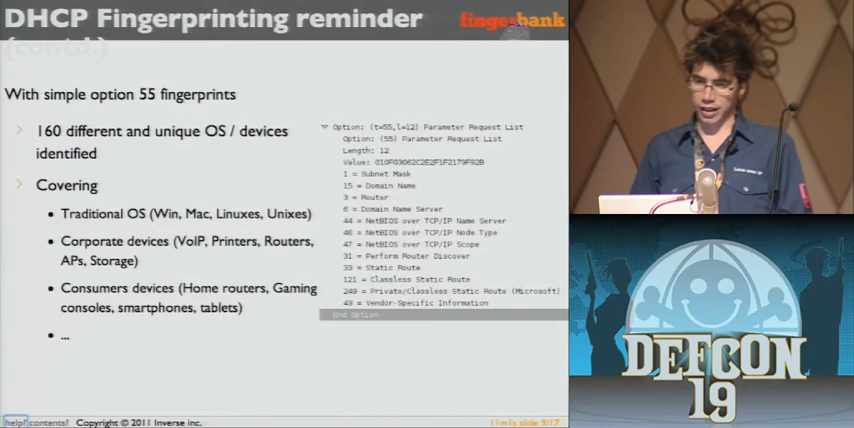 DHCP Fingerprinting reminder
(contd.)
fingerbank
With simple option 55 fingerprints
160 different and unique OS / devices
identified
Covering
• Traditional OS (Win, Mac, Linuxes, Unixes)
• Corporate devices (VoIP, Printers, Routers,
APs, Storage)
• Consumers devices (Home routers, Gaming
consoles, smartphones, tablets)
• ...
Option: (t=55,l=12) Parameter Request List
Option: (55) Parameter Request List
Length: 12
Value: 010F03062C2E2F1F2179F92B
1 = Subnet Mask
15 = Domain Name
3 = Router
6 = Domain Name Server
44 = NetBIOS over TCP/IP Name Server
46 = NetBIOS over TCP/IP Node Type
47 = NetBIOS over TCP/IP Scope
31 = Perform Router Discover
33 = Static Route
121 = Classless Static Route
249 = Private/Classless Static Route (Microsoft)
43 = Vendor-Specific Information
End Option
help? contents? Copyright © 2011 Inverse inc.
11m1s slide 9/17
DEFCON
19